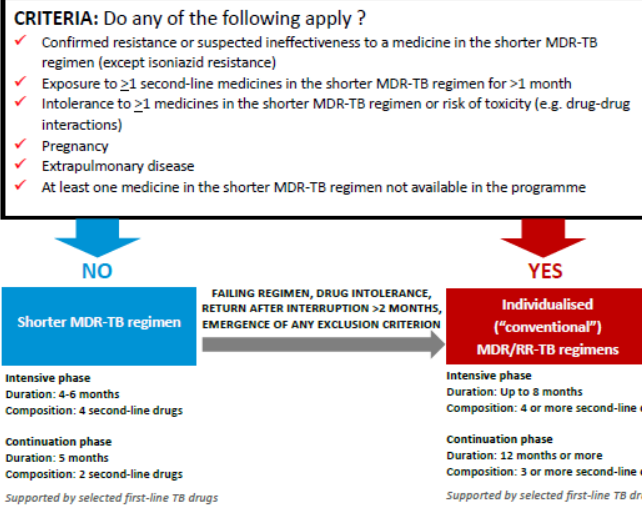 CRITERIA: Do any of the following apply ?
✓ Confirmed resistance or suspected ineffectiveness to a medicine in the shorter MDR-TB
regimen (except isoniazid resistance)
✓ Exposure to ≥1 second-line medicines in the shorter MDR-TB regimen for >1 month
✓ Intolerance to ≥1 medicines in the shorter MDR-TB regimen or risk of toxicity (e.g. drug-drug
interactions)
✓ Pregnancy
✓ Extrapulmonary disease
✓ At least one medicine in the shorter MDR-TB regimen not available in the programme
NO
YES
Shorter MDR-TB regimen
FAILING REGIMEN, DRUG INTOLERANCE,
RETURN AFTER INTERRUPTION >2 MONTHS,
EMERGENCE OF ANY EXCLUSION CRITERION
Individualised
("conventional")
MDR/RR-TB regimens
Intensive phase
Duration: 4-6 months
Composition: 4 second-line drugs
Continuation phase
Duration: 5 months
Composition: 2 second-line drugs
Supported by selected first-line TB drugs
Intensive phase
Duration: Up to 8 months
Composition: 4 or more second-line
Continuation phase
Duration: 12 months or more
Composition: 3 or more second-line
Supported by selected first-line TB